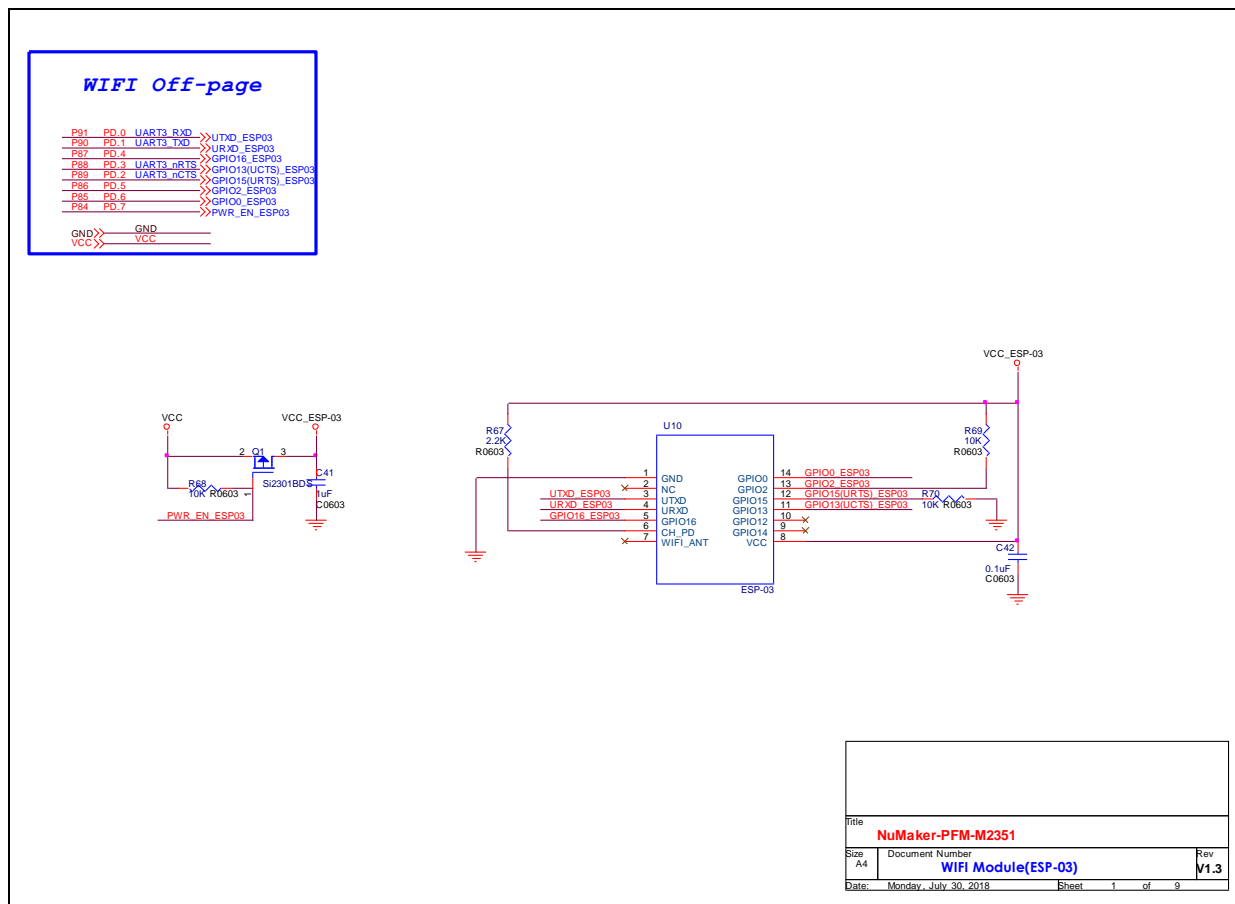 WIFI Off-page
P91 PD.0 UART3_RXD UTXD_ESP03
P90 PD.1 UART3_TXD URXD_ESP03
P87 PD.4 GPIO16_ESP03
P88 PD.3 UART3_nRTS GPIO13(UCTS)_ESP03
P89 PD.2 UART3_nCTS GPIO15(URTS)_ESP03
P86 PD.5 GPIO2_ESP03
P85 PD.6 GPIO0_ESP03
P84 PD.7 PWR_EN_ESP03
GND GND
VCC VCC
VCC
VCC_ESP-03
2 Q1 3
Si2301BDS
1
R68
10K R0603
C41
1uF
C0603
PWR_EN_ESP03
VCC_ESP-03
R67
2.2K
R0603
U10
R69
10K
R0603
1 GND GPIO0 14 GPIO0_ESP03
2 NC GPIO2 13 GPIO2_ESP03
UTXD_ESP03 3 UTXD GPIO15 12 GPIO15(URTS)_ESP03
URXD_ESP03 4 URXD GPIO13 11 GPIO13(UCTS)_ESP03
GPIO16_ESP03 5 GPIO16 GPIO12 10
6 CH_PD GPIO14 9
7 WIFI_ANT VCC 8
ESP-03
R70
10K R0603
C42
0.1uF
C0603
Title
NuMaker-PFM-M2351
Size Document Number Rev
A4 WIFI Module(ESP-03) V1.3
Date: Monday, July 30, 2018 Sheet 1 of 9